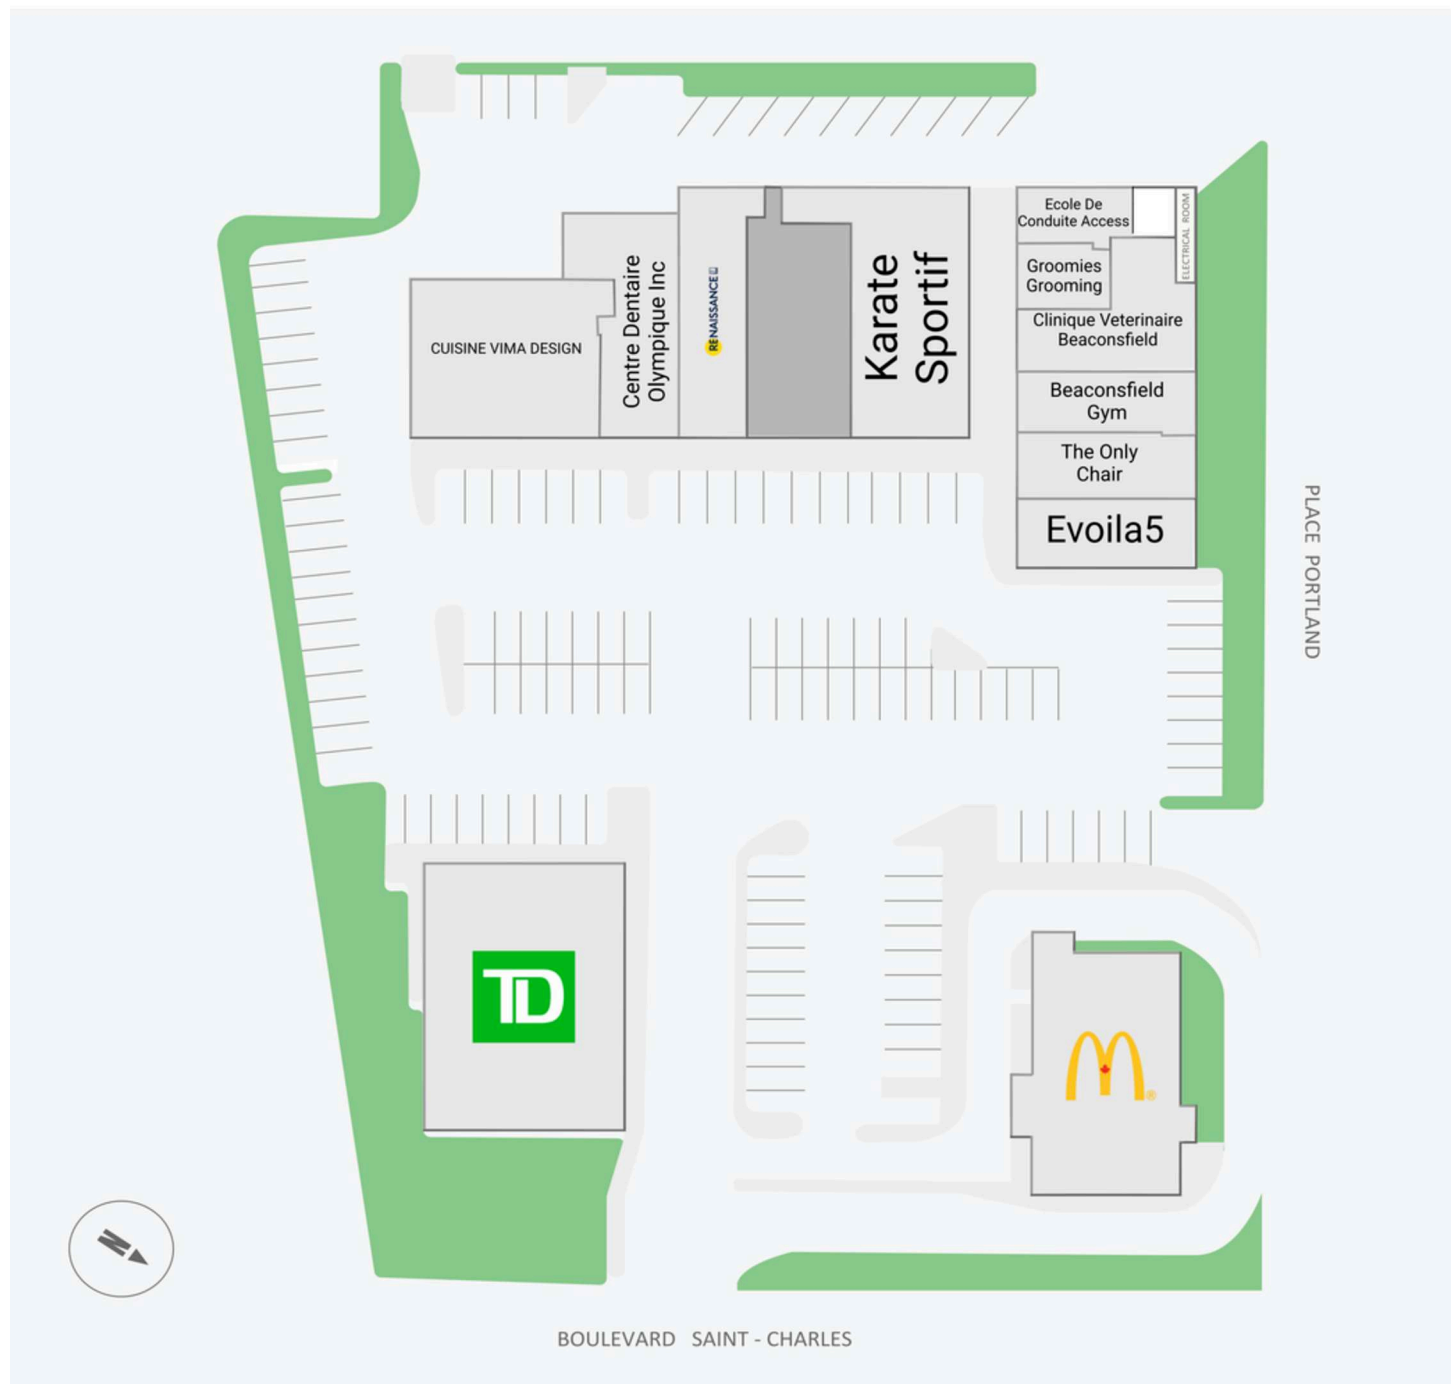 Ecole De
Conduite Access
ELECTRICAL ROOM
Groomies
Grooming
Clinique Veterinaire
Beaconsfield
Beaconsfield
Gym
The Only
Chair
Evoila5
Karate
Sportif
RENAISSANCE
Centre Dentaire
Olympique Inc
CUISINE VIMA DESIGN
PLACE PORTLAND
TD
M
®
N
BOULEVARD SAINT - CHARLES